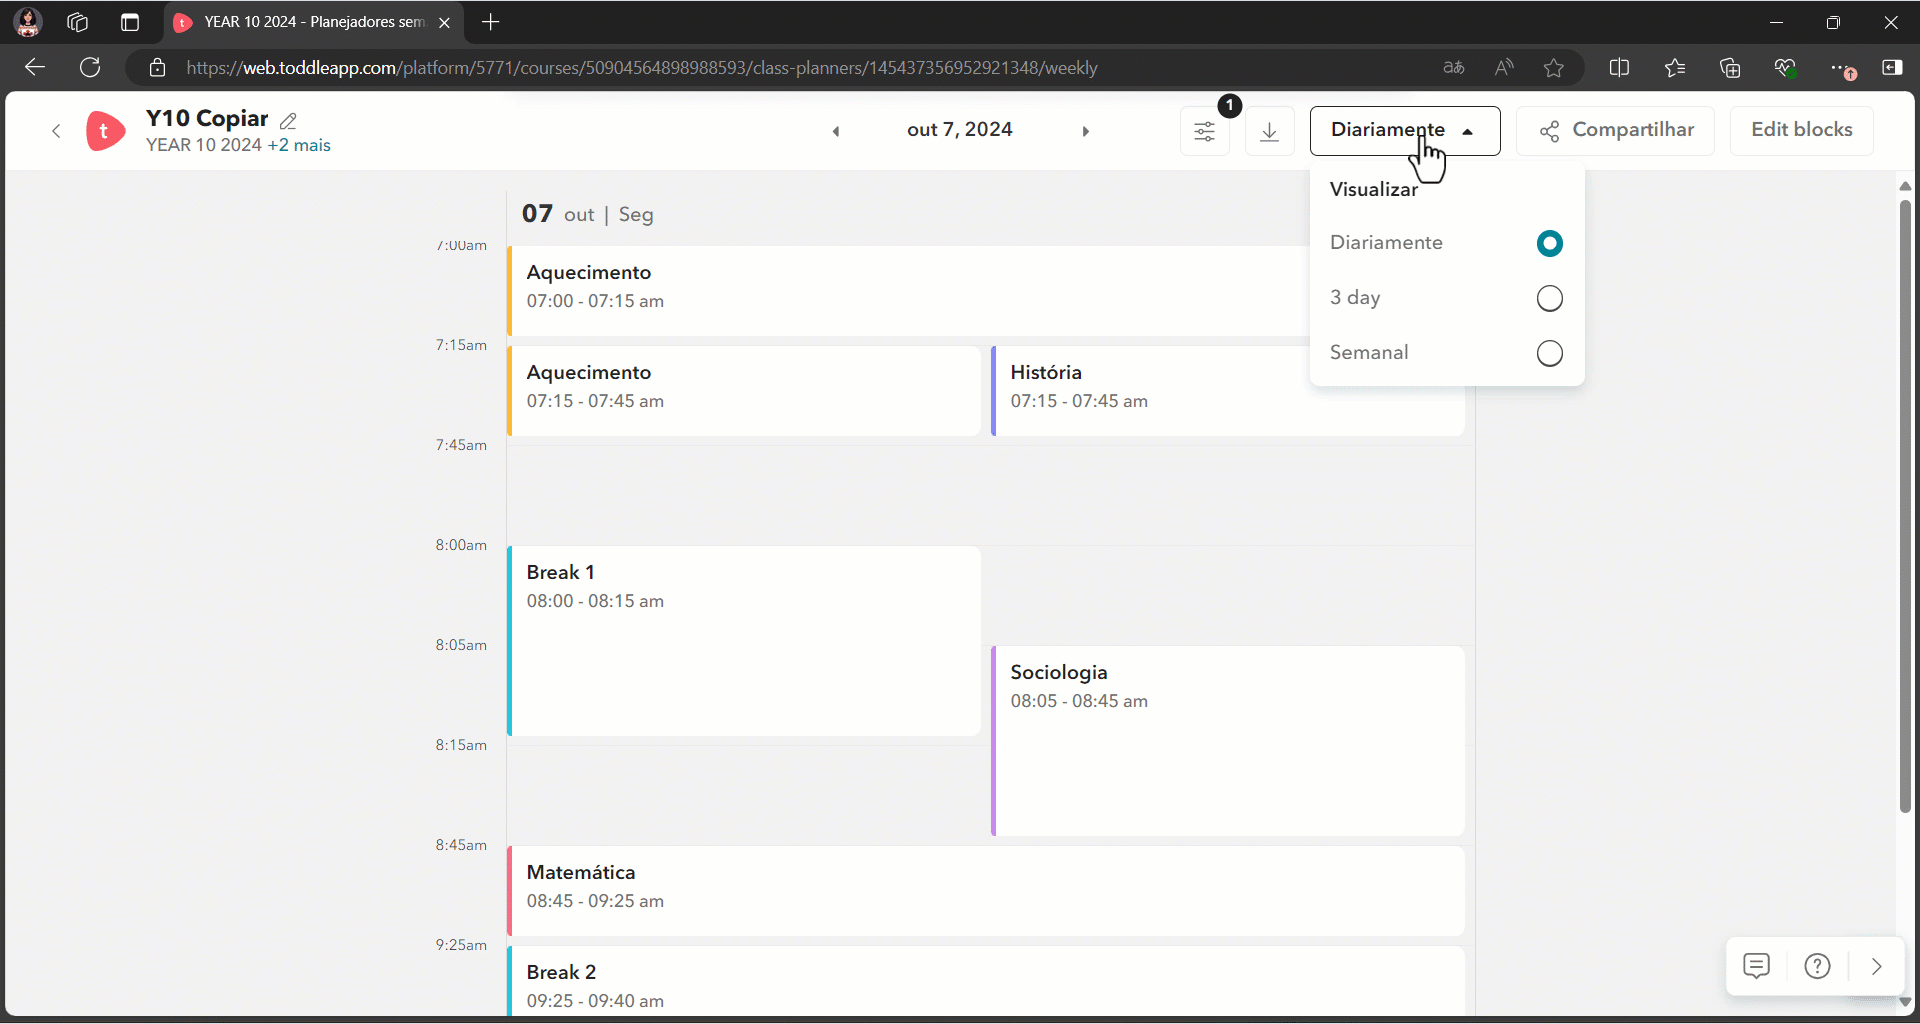 YEAR 10 2024 - Planejadores sem
https://web.toddleapp.com/platform/5771/courses/50904564898988593/class-planners/145437356952921348/weekly
t
Y10 Copiar
YEAR 10 2024 +2 mais
out 7, 2024
1
Diariamente
Compartilhar
Edit blocks
Visualizar
Diariamente
3 day
Semanal
07 out | Seg
7:00am
Aquecimento
07:00 - 07:15 am
7:15am
Aquecimento
07:15 - 07:45 am
História
07:15 - 07:45 am
7:45am
8:00am
Break 1
08:00 - 08:15 am
8:05am
Sociologia
08:05 - 08:45 am
8:15am
8:45am
Matemática
08:45 - 09:25 am
9:25am
Break 2
09:25 - 09:40 am